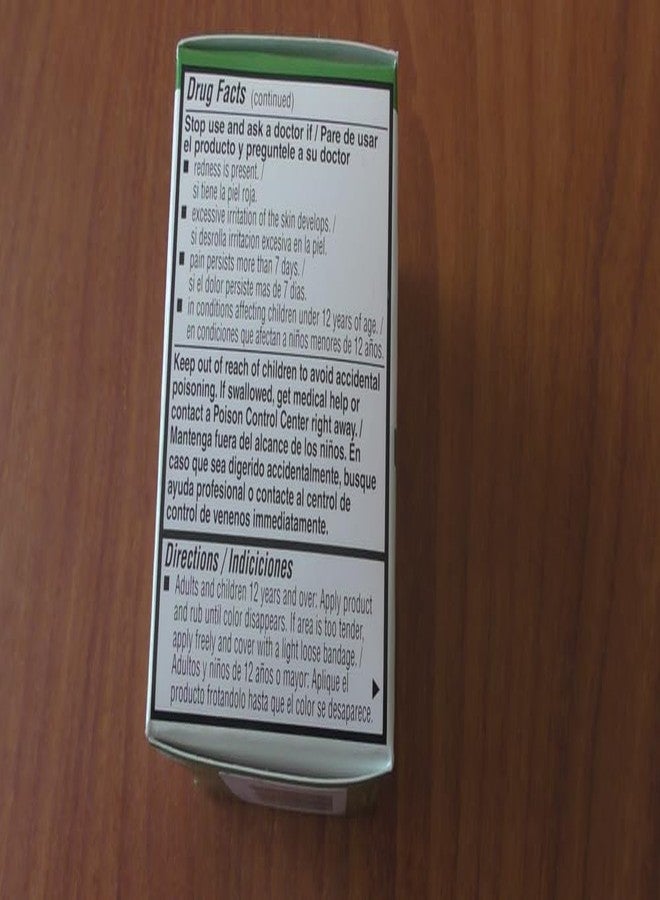 Drug Facts (continued)
Stop use and ask a doctor if / Pare de usar
el producto y preguntele a su doctor
■ redness is present. /
si tiene la piel roja.
■ excessive irritation of the skin develops. /
si desrolla irritacion excesiva en la piel.
■ pain persists more than 7 days. /
si el dolor persiste mas de 7 dias.
■ in conditions affecting children under 12 years of age. /
en condiciones que afectan a niños menores de 12 años.
Keep out of reach of children to avoid accidental
poisoning. If swallowed, get medical help or
contact a Poison Control Center right away. /
Mantenga fuera del alcance de los niños. En
caso que sea digerido accidentalmente, busque
ayuda profesional o contacte al central de
control de venenos immediatamente.
Directions / Indiciciones
■ Adults and children 12 years and over: Apply product
and rub until color disappears. If area is too tender,
apply freely and cover with a light loose bandage. /
Adultos y niños de 12 años o mayor: Aplique el
producto frotandolo hasta que el color se desaparece.